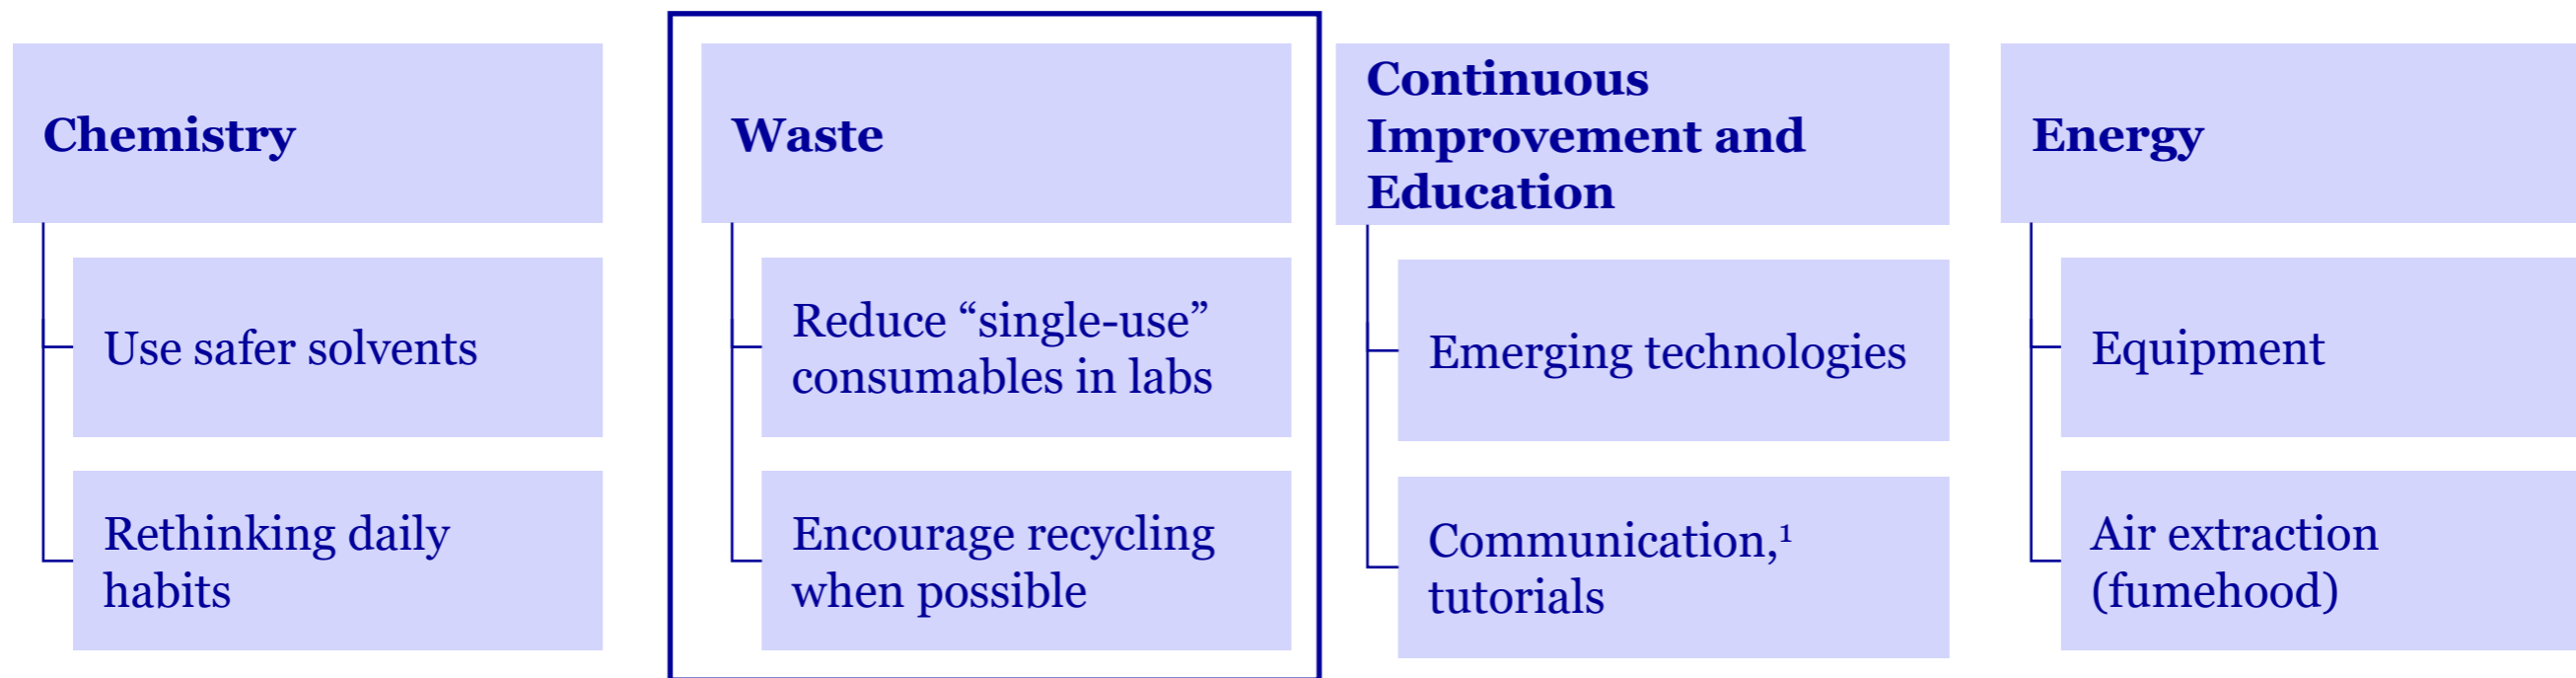 Chemistry
Use safer solvents
Rethinking daily
habits
Waste
Reduce “single-use”
consumables in labs
Encourage recycling
when possible
Continuous
Improvement and
Education
Emerging technologies
Communication,¹
tutorials
Energy
Equipment
Air extraction
(fumehood)